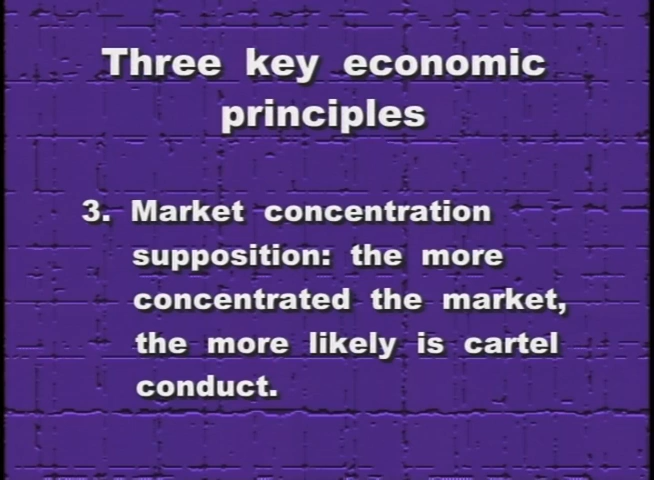 Three key economic
principles
3. Market concentration
supposition: the more
concentrated the market,
the more likely is cartel
conduct.